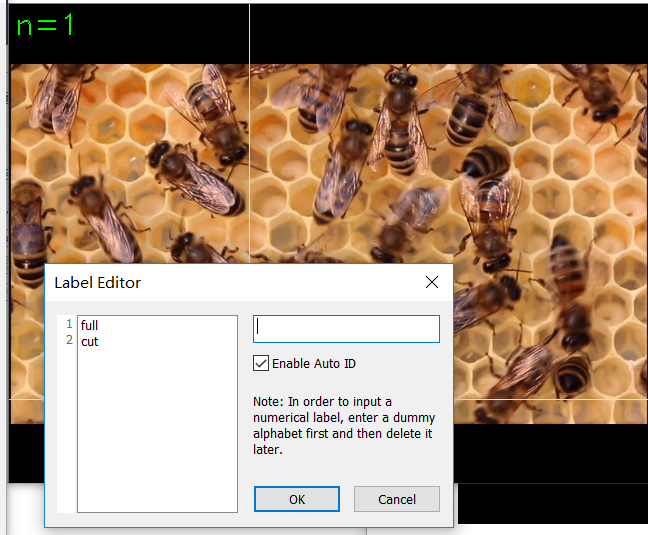 n=1
Label Editor
1 full
2 cut
Enable Auto ID
Note: In order to input a
numerical label, enter a dummy
alphabet first and then delete it
later.
OK
Cancel